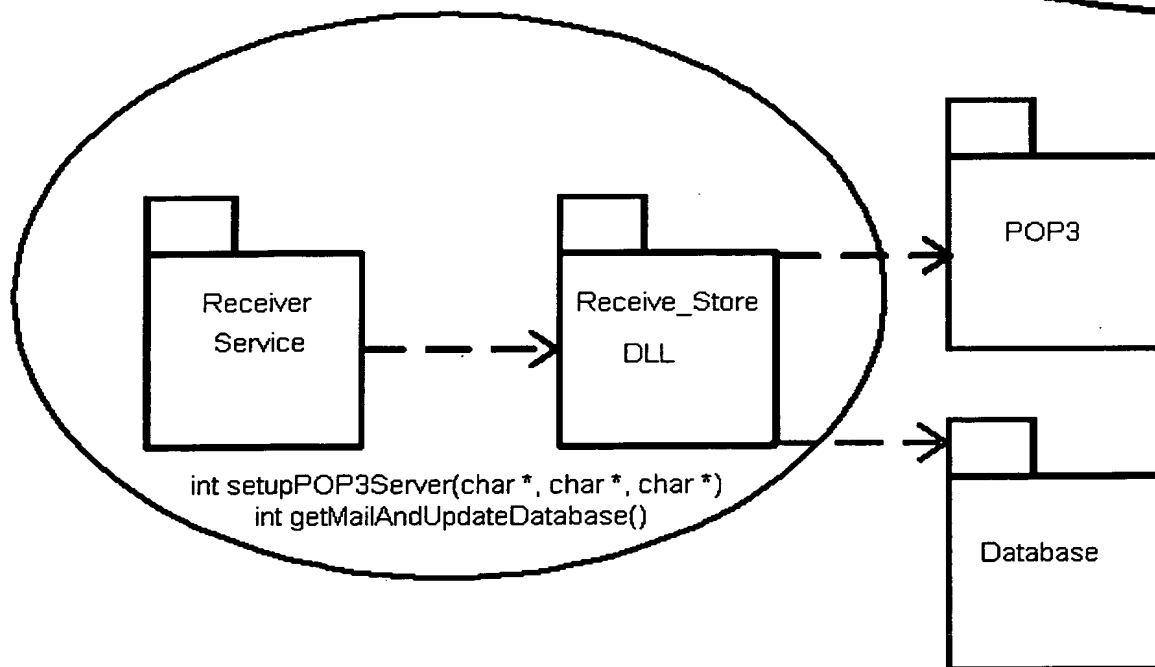 POP3
Receiver
Service
Receive_Store
DLL
int setupPOP3Server(char *, char *, char *)
int getMailAndUpdateDatabase()
Database